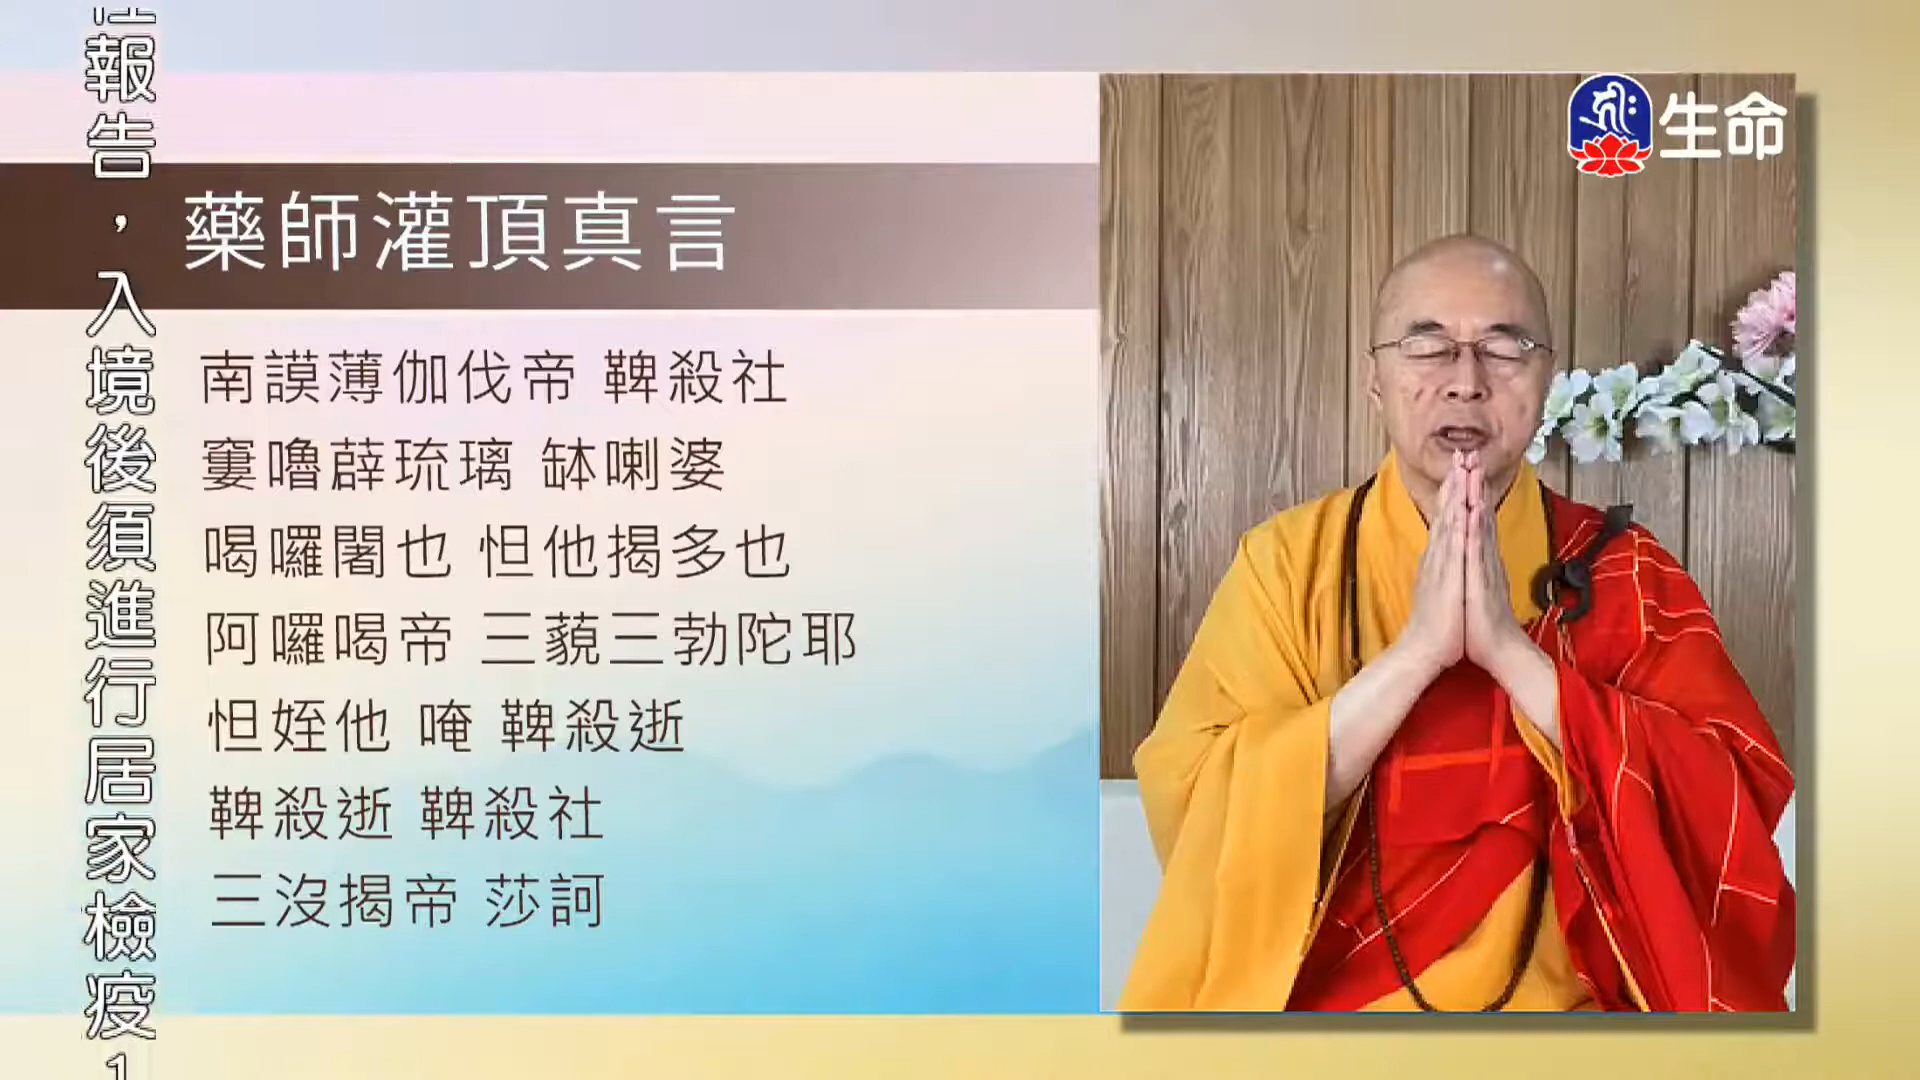 報告，入境後須進行居家檢疫1
生命
藥師灌頂真言
南謨薄伽伐帝 鞞殺社
窶嚕薜琉璃 缽喇婆
喝囉闍也 怛他揭多也
阿囉喝帝 三藐三勃陀耶
怛姪他 唵 鞞殺逝
鞞殺逝 鞞殺社
三沒揭帝 莎訶